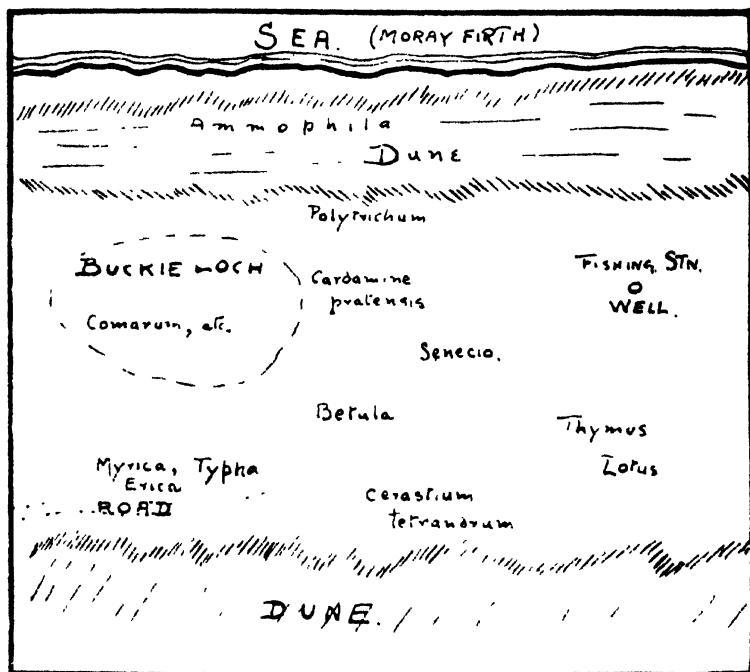 SEA. (MORAY FIRTH)
Ammophila
DUNE
Polytrichum
BUCKIE LOCH
Comarum, etc.
Cardamine
pratensis
FISHING. STN.
WELL.
Senecio.
Betula
Thymus
Lotus
Myrica, Typha
Erica
ROAD
Cerastium
tetrandrum
DUNE.